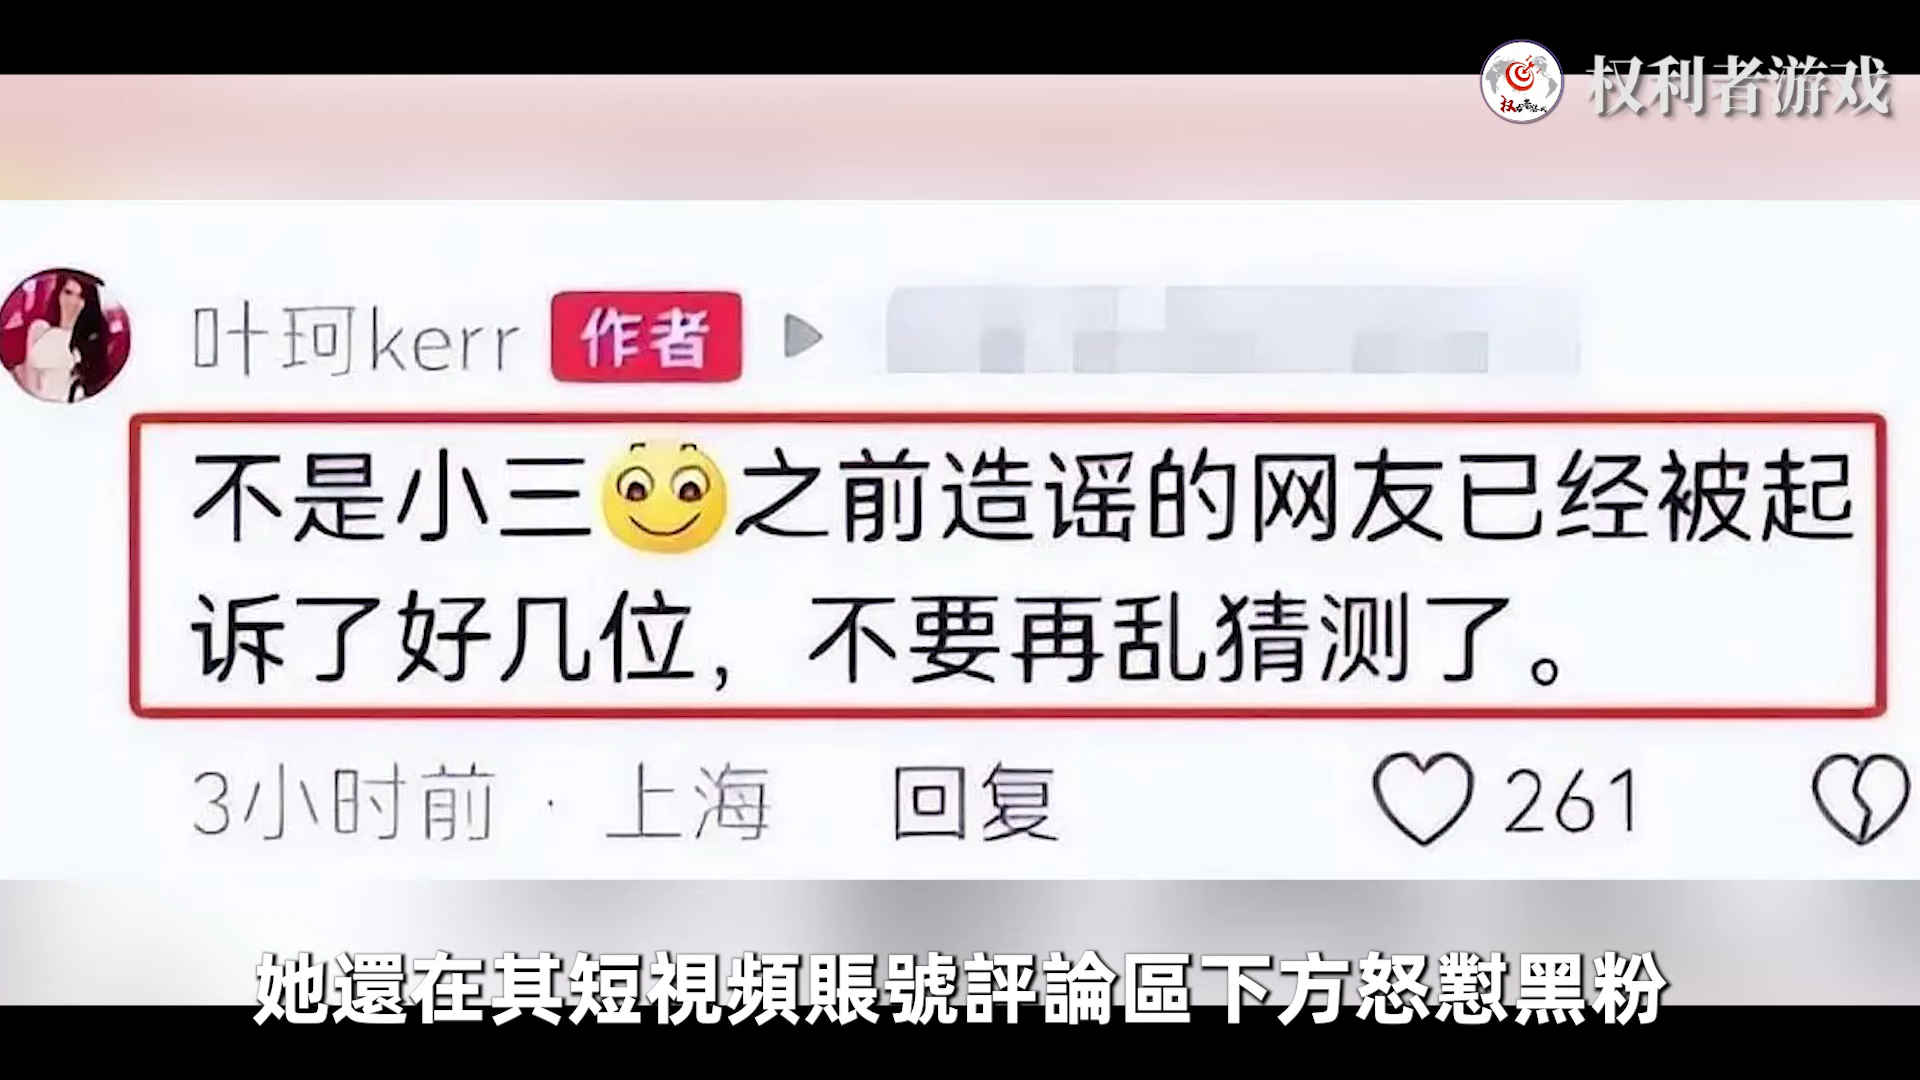 权利者游戏
叶珂kerr 作者
不是小三之前造谣的网友已经被起
诉了好几位，不要再乱猜测了。
3小时前 · 上海 回复 261
她還在其短視頻賬號評論區下方怒懟黑粉